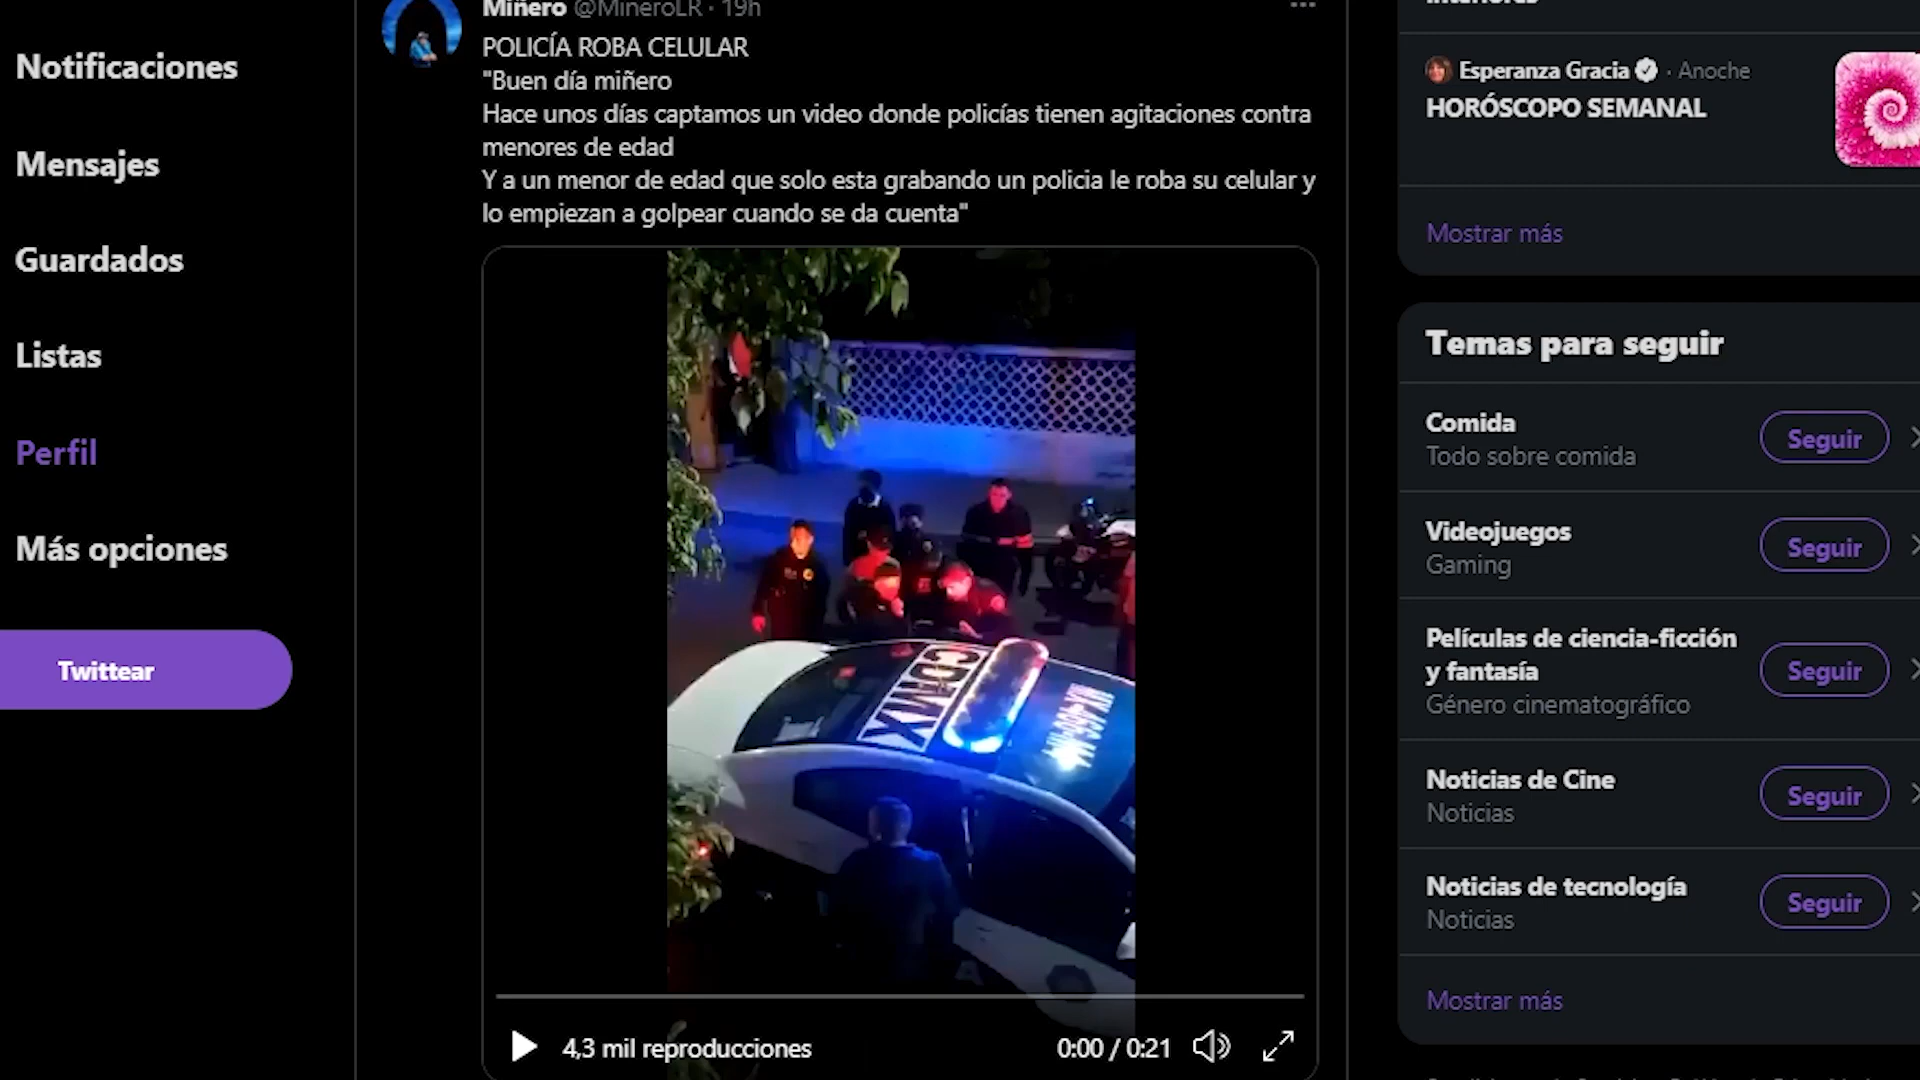 Notificaciones
Mensajes
Guardados
Listas
Perfil
Más opciones
Twittear
Miñero @MineroLR · 19h
POLICÍA ROBA CELULAR
"Buen día miñero
Hace unos días captamos un video donde policías tienen agitaciones contra
menores de edad
Y a un menor de edad que solo esta grabando un policia le roba su celular y
lo empiezan a golpear cuando se da cuenta"
CDMX
4,3 mil reproducciones
0:00 / 0:21
Esperanza Gracia · Anoche
HORÓSCOPO SEMANAL
Mostrar más
Temas para seguir
Comida
Todo sobre comida
Seguir
Videojuegos
Gaming
Seguir
Películas de ciencia-ficción
y fantasía
Género cinematográfico
Seguir
Noticias de Cine
Noticias
Seguir
Noticias de tecnología
Noticias
Seguir
Mostrar más